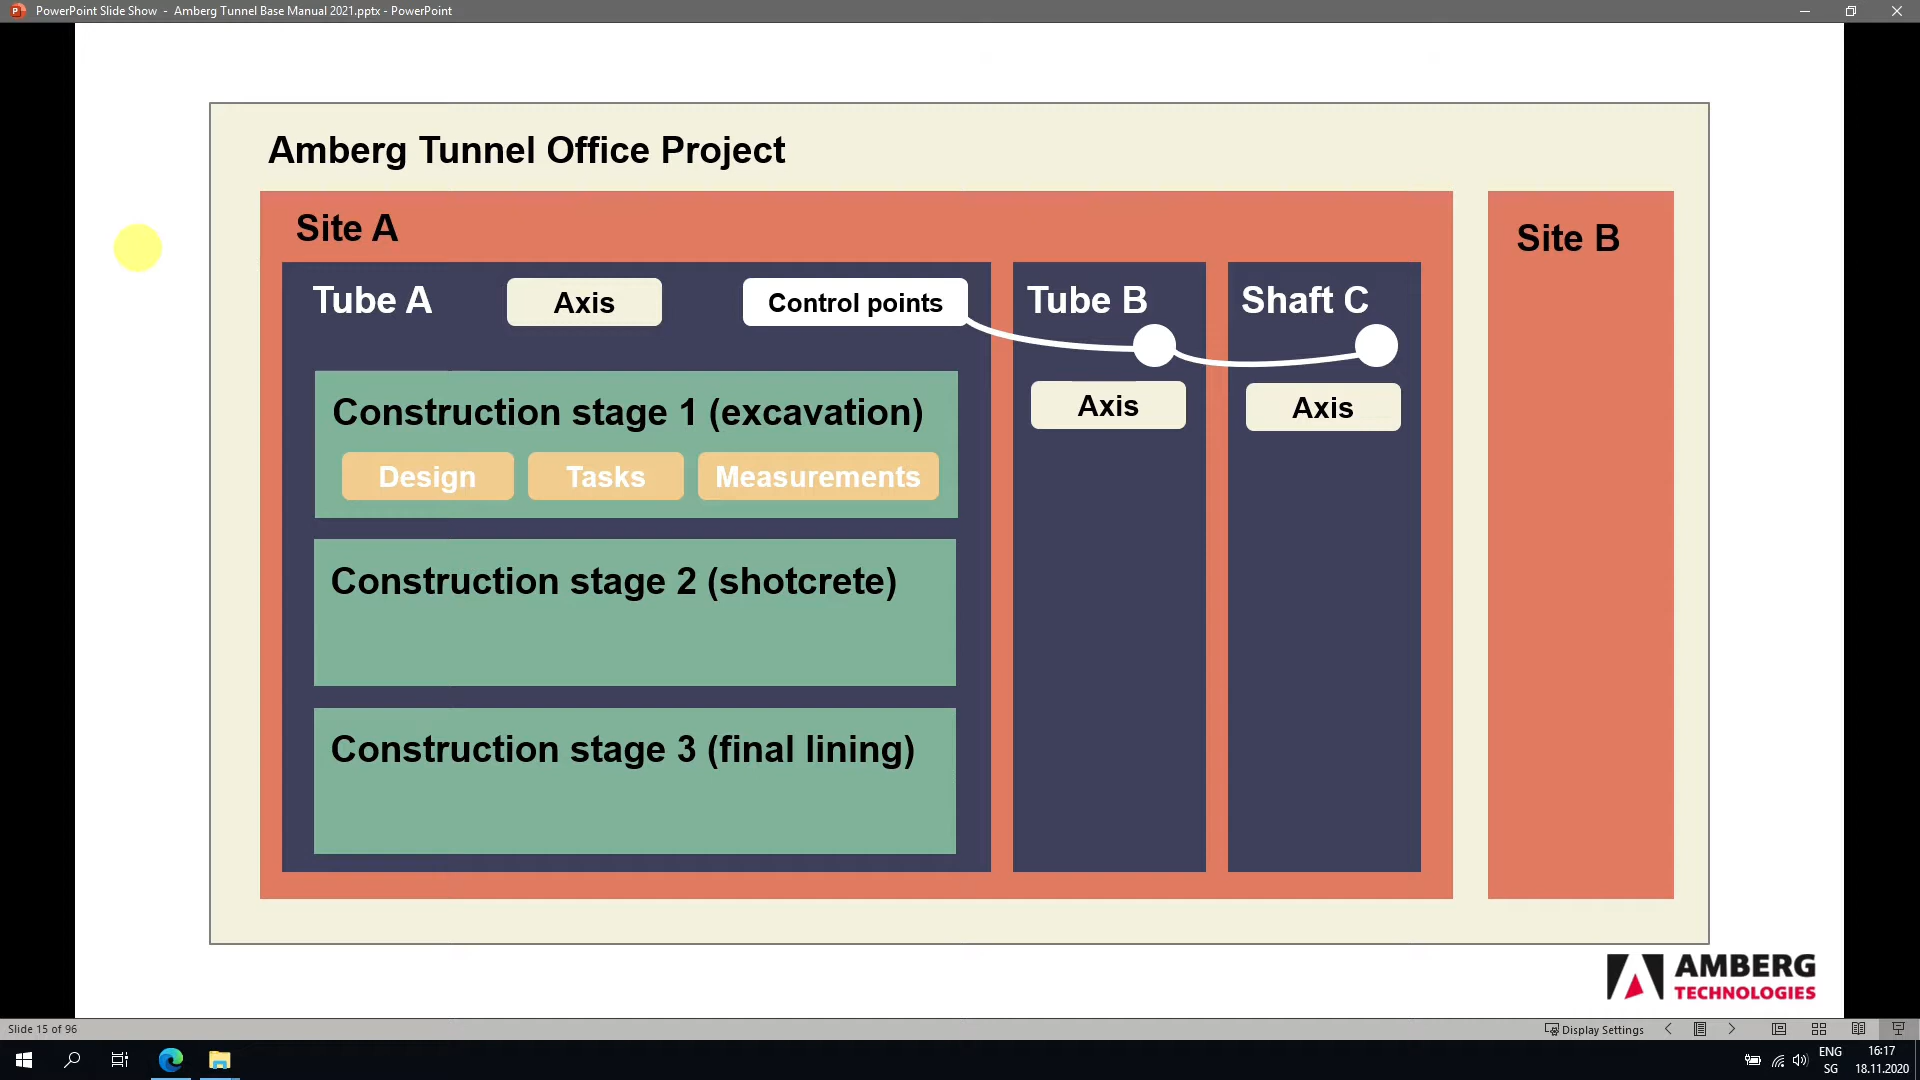 PowerPoint Slide Show - Amberg Tunnel Base Manual 2021.pptx - PowerPoint
Amberg Tunnel Office Project
Site A
Site B
Tube A
Axis
Control points
Tube B
Shaft C
Axis
Axis
Construction stage 1 (excavation)
Design
Tasks
Measurements
Construction stage 2 (shotcrete)
Construction stage 3 (final lining)
AMBERG
TECHNOLOGIES
Slide 15 of 96
Display Settings
ENG
SG
16:17
18.11.2020